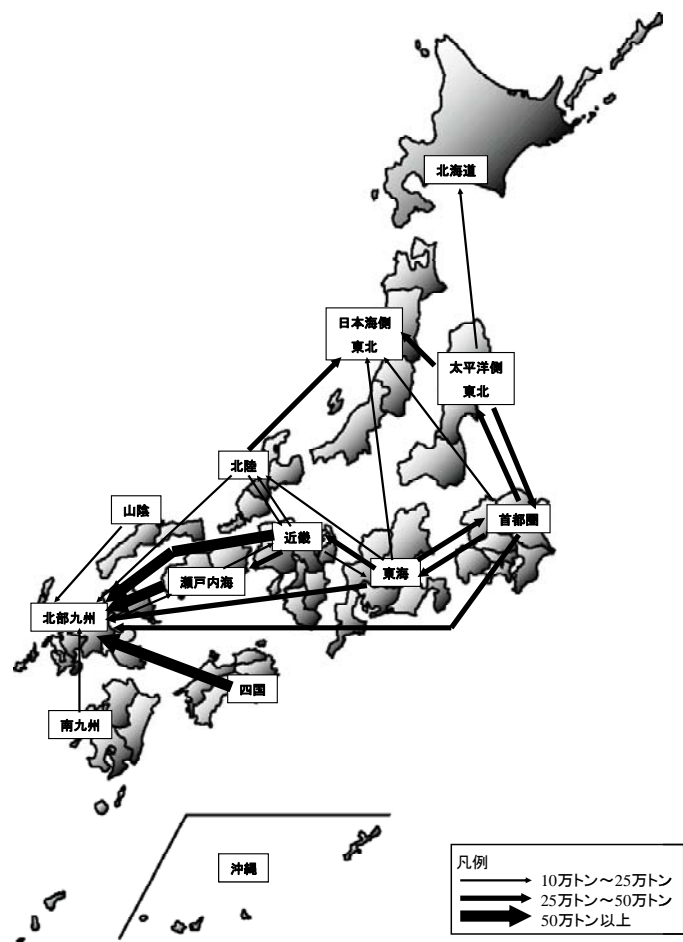 北海道
日本海側
東北
太平洋側
東北
北陸
山陰
首都圏
近畿
東海
瀬戸内海
北部九州
四国
南九州
沖縄
凡例
10万トン～25万トン
25万トン～50万トン
50万トン以上